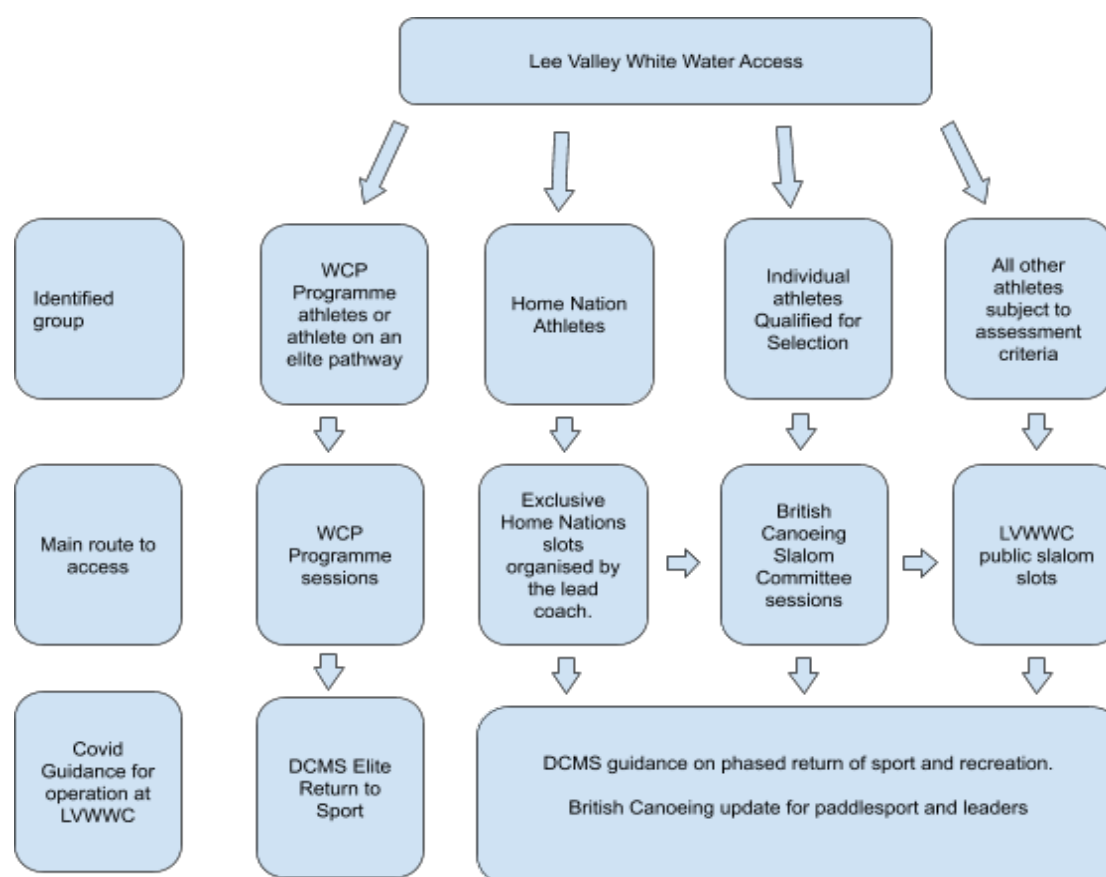 Lee Valley White Water Access
Identified
group
WCP
Programme
athletes or
athlete on an
elite pathway
Home Nation
Athletes
Individual
athletes
Qualified for
Selection
All other
athletes
subject to
assessment
criteria
Main route to
access
WCP
Programme
sessions
Exclusive
Home Nations
slots
organised by
the lead
coach.
British
Canoeing
Slalom
Committee
sessions
LVWWC
public slalom
slots
Covid
Guidance for
operation at
LVWWC
DCMS Elite
Return to
Sport
DCMS guidance on phased return of sport and recreation.
British Canoeing update for paddlesport and leaders